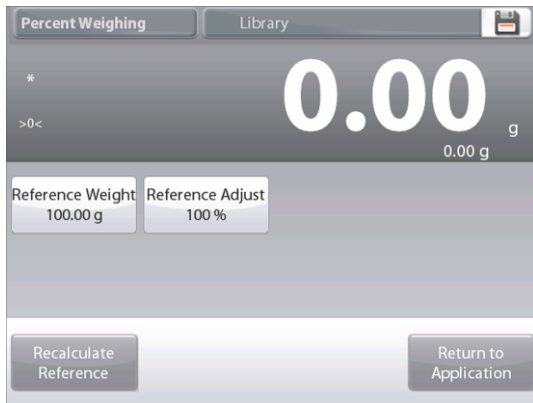 Percent Weighing
Library
*
0.00
>0<
g
0.00 g
Reference Weight
100.00 g
Reference Adjust
100 %
Recalculate
Reference
Return to
Application